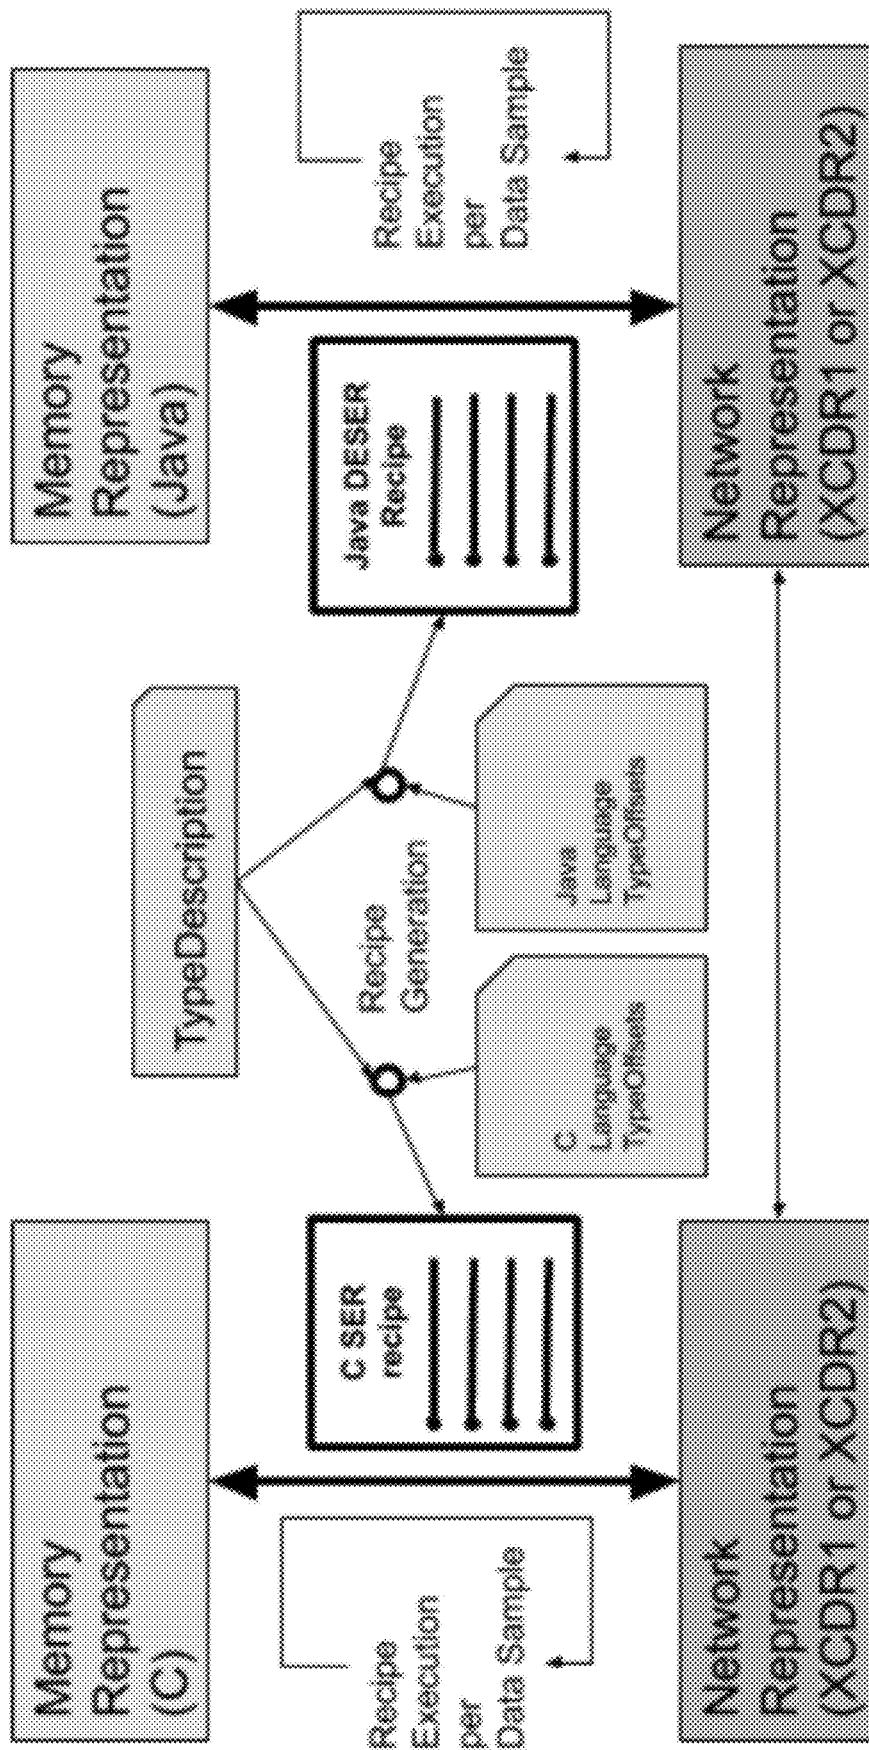 Memory
Representation
(C)
TypeDescription
Memory
Representation
(Java)
Recipe
Execution
per
Data Sample
C SER
recipe
Recipe
Generation
Java DESER
Recipe
Recipe
Execution
per
Data Sample
C
Language
TypeOffsets
Java
Language
TypeOffsets
Network
Representation
(XCDR1 or XCDR2)
Network
Representation
(XCDR1 or XCDR2)